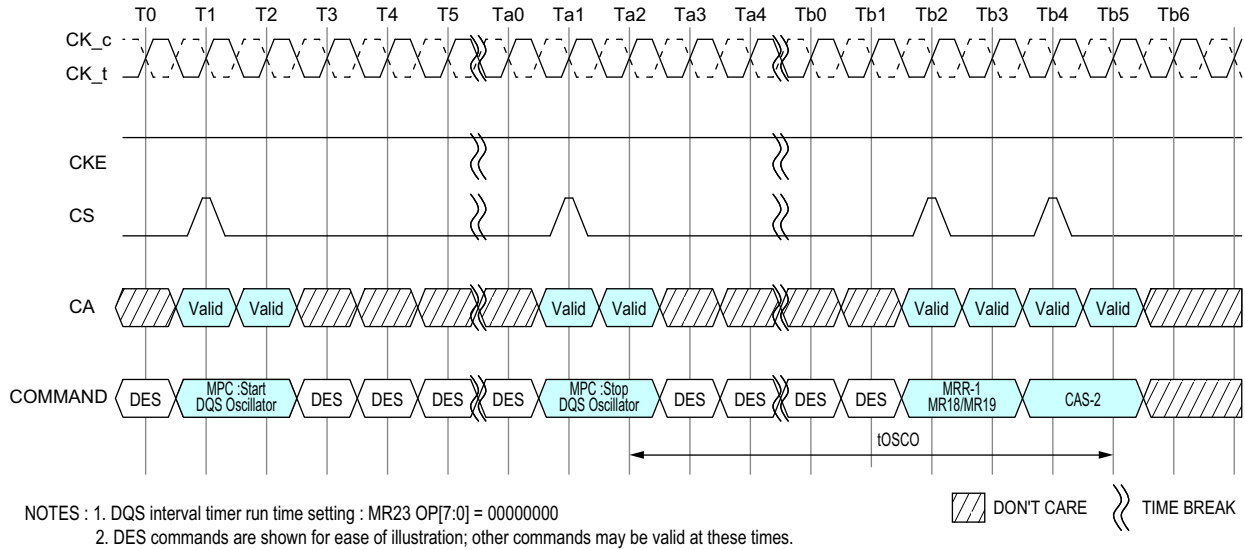 T0 T1 T2 T3 T4 T5 Ta0 Ta1 Ta2 Ta3 Ta4 Tb0 Tb1 Tb2 Tb3 Tb4 Tb5 Tb6
CK_c
CK_t
CKE
CS
CA Valid Valid Valid Valid Valid Valid Valid Valid
COMMAND DES MPC :Start DES DES DES DES MPC :Stop DES DES DES DES MRR-1 CAS-2
DQS Oscillator DQS Oscillator MR18/MR19
tOSCO
NOTES : 1. DQS interval timer run time setting : MR23 OP[7:0] = 00000000
2. DES commands are shown for ease of illustration; other commands may be valid at these times.
DON'T CARE TIME BREAK